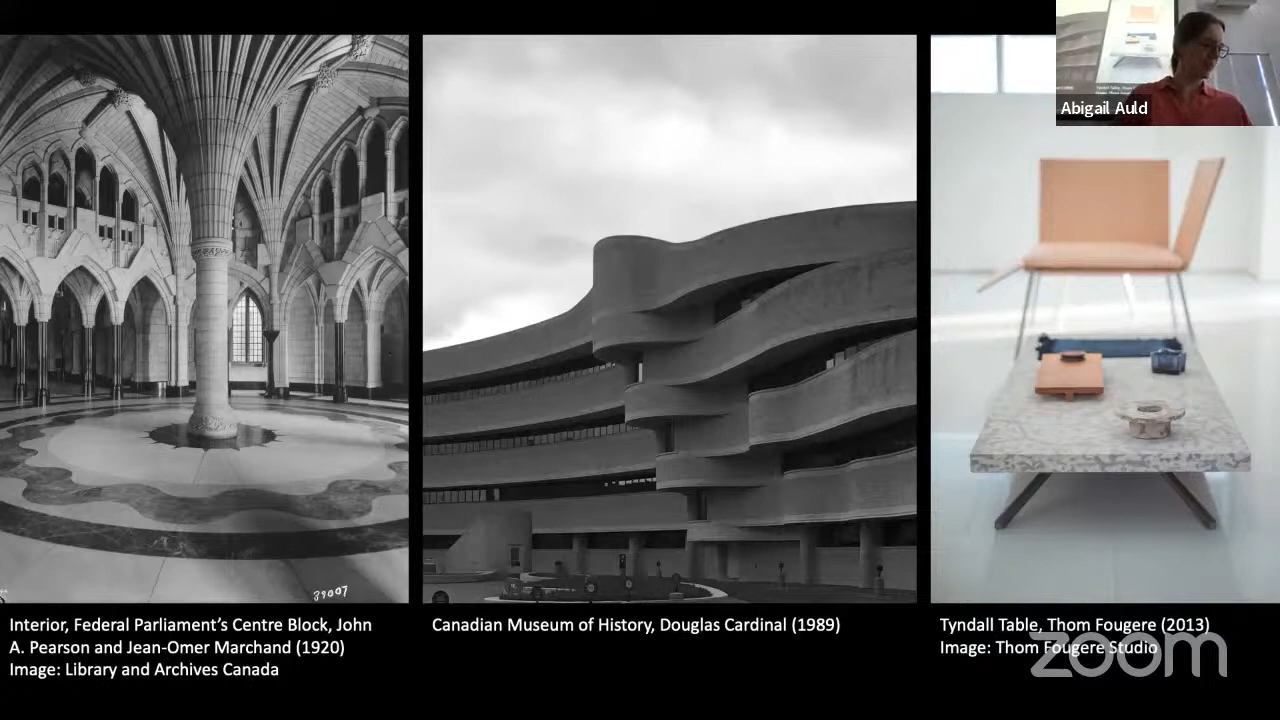 Abigail Auld
39007
Interior, Federal Parliament's Centre Block, John
A. Pearson and Jean-Omer Marchand (1920)
Image: Library and Archives Canada
Canadian Museum of History, Douglas Cardinal (1989)
Tyndall Table, Thom Fougere (2013)
Image: Thom Fougere Studio
zoom